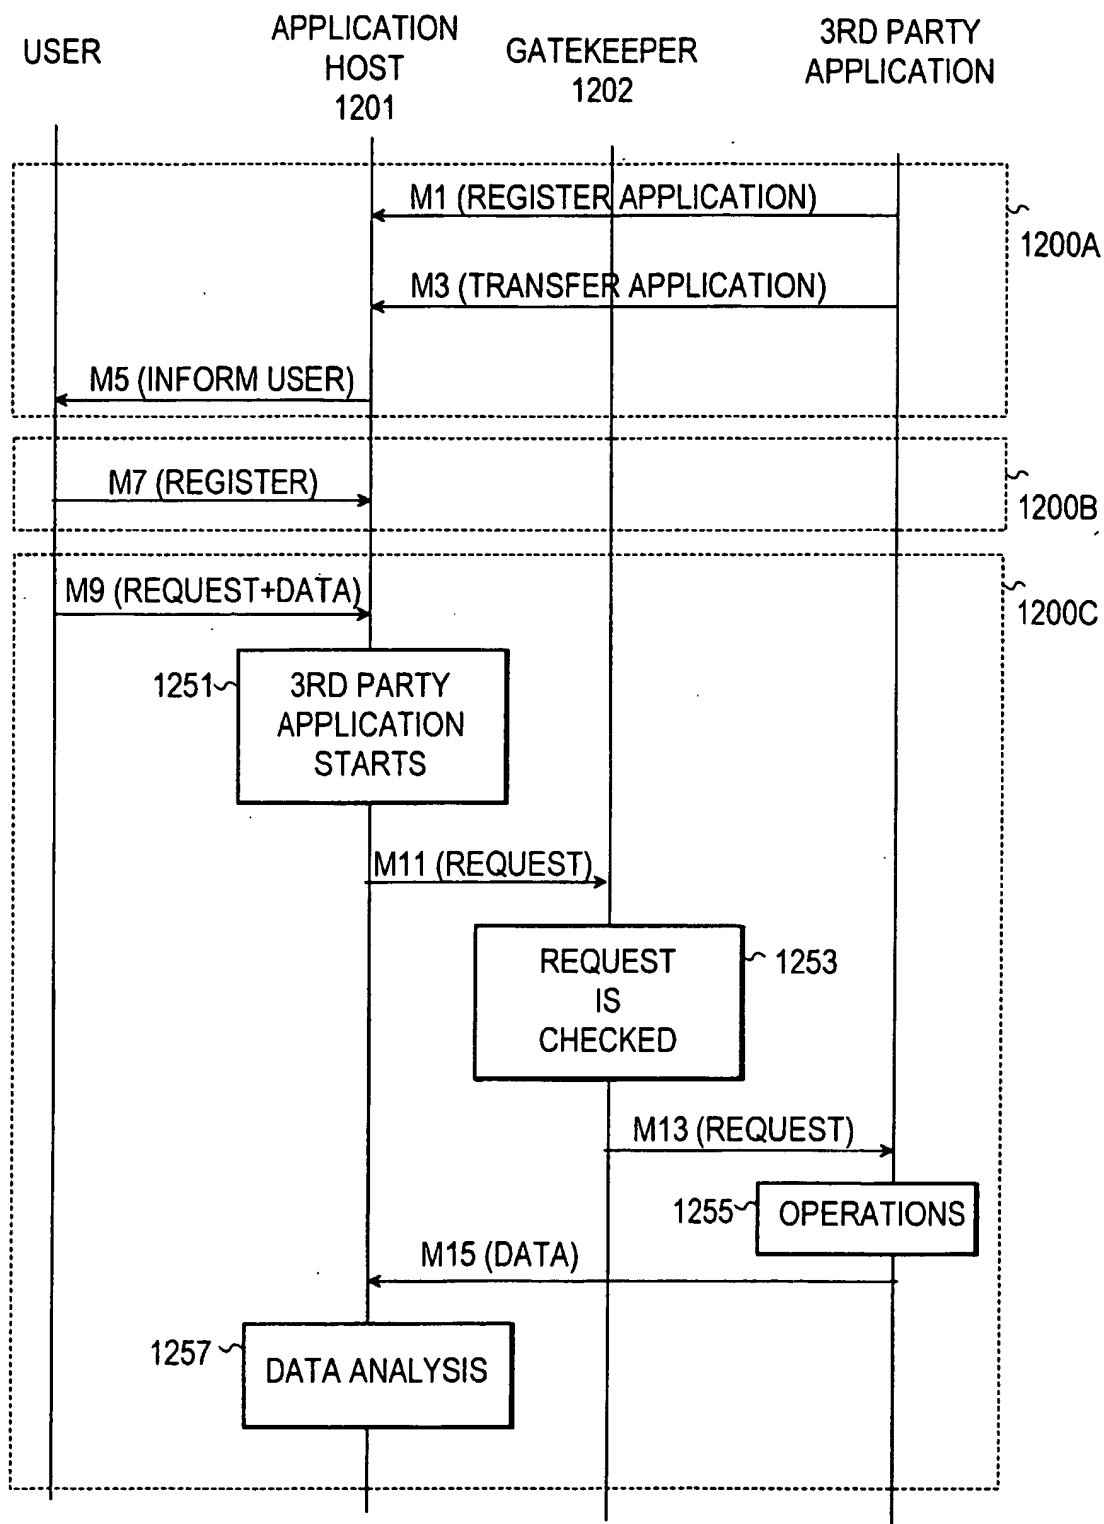 USER
APPLICATION
HOST
1201
GATEKEEPER
1202
3RD PARTY
APPLICATION
M1 (REGISTER APPLICATION)
1200A
M3 (TRANSFER APPLICATION)
M5 (INFORM USER)
M7 (REGISTER)
1200B
M9 (REQUEST+DATA)
1200C
1251
3RD PARTY
APPLICATION
STARTS
M11 (REQUEST)
REQUEST
IS
CHECKED
1253
M13 (REQUEST)
1255
OPERATIONS
M15 (DATA)
1257
DATA ANALYSIS